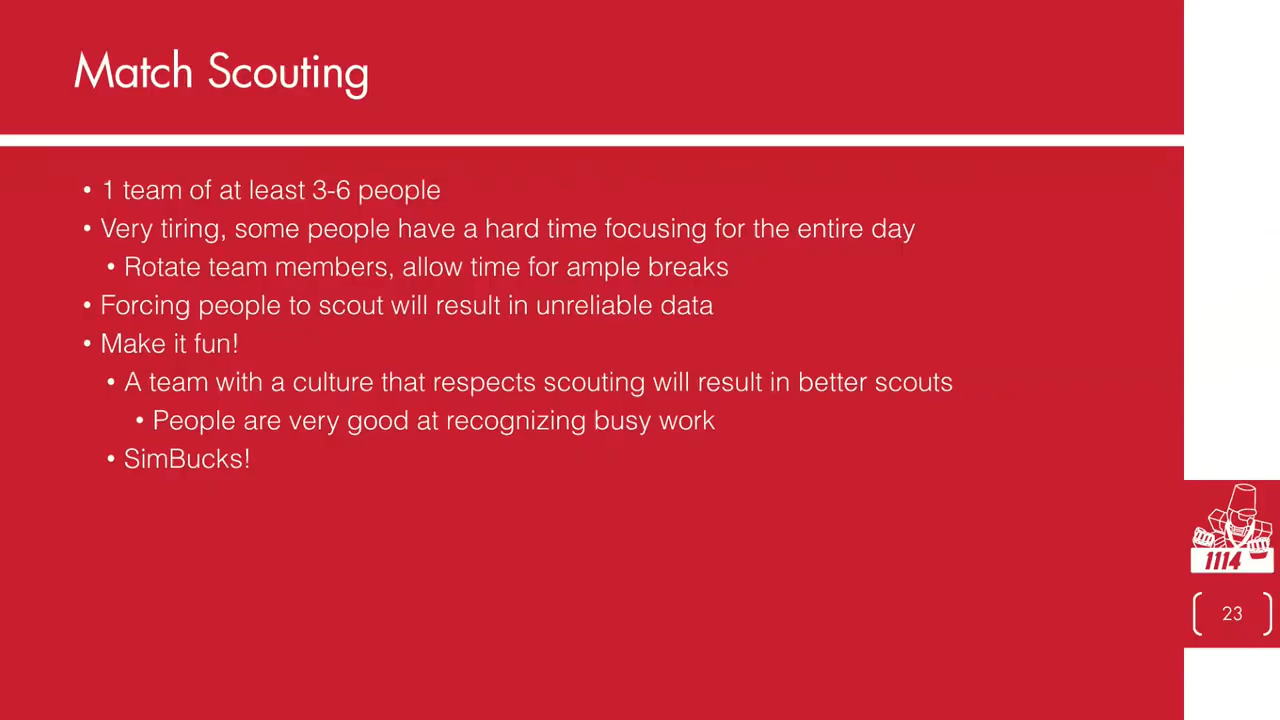 Match Scouting
• 1 team of at least 3-6 people
• Very tiring, some people have a hard time focusing for the entire day
• Rotate team members, allow time for ample breaks
• Forcing people to scout will result in unreliable data
• Make it fun!
• A team with a culture that respects scouting will result in better scouts
• People are very good at recognizing busy work
• SimBucks!
1114
23